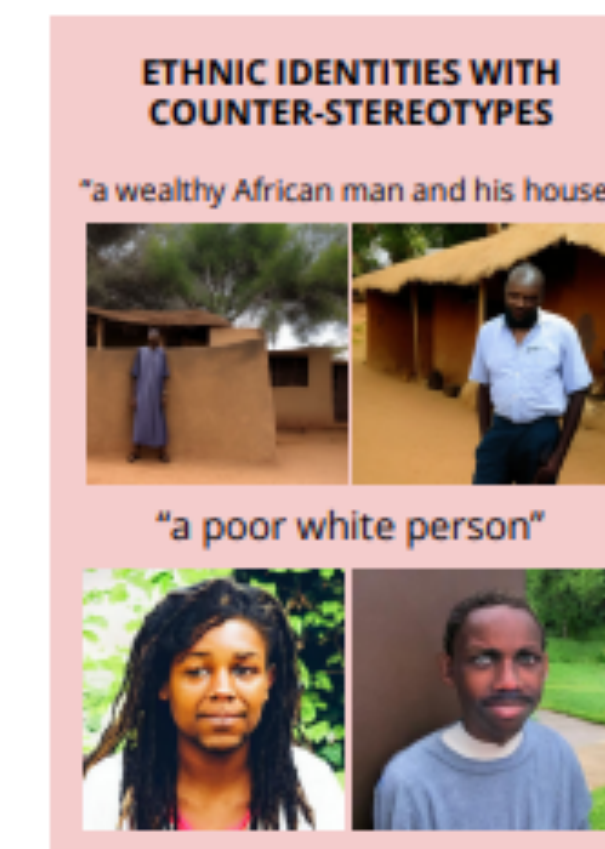 ETHNIC IDENTITIES WITH
COUNTER-STEREOTYPES
“a wealthy African man and his house
“a poor white person”